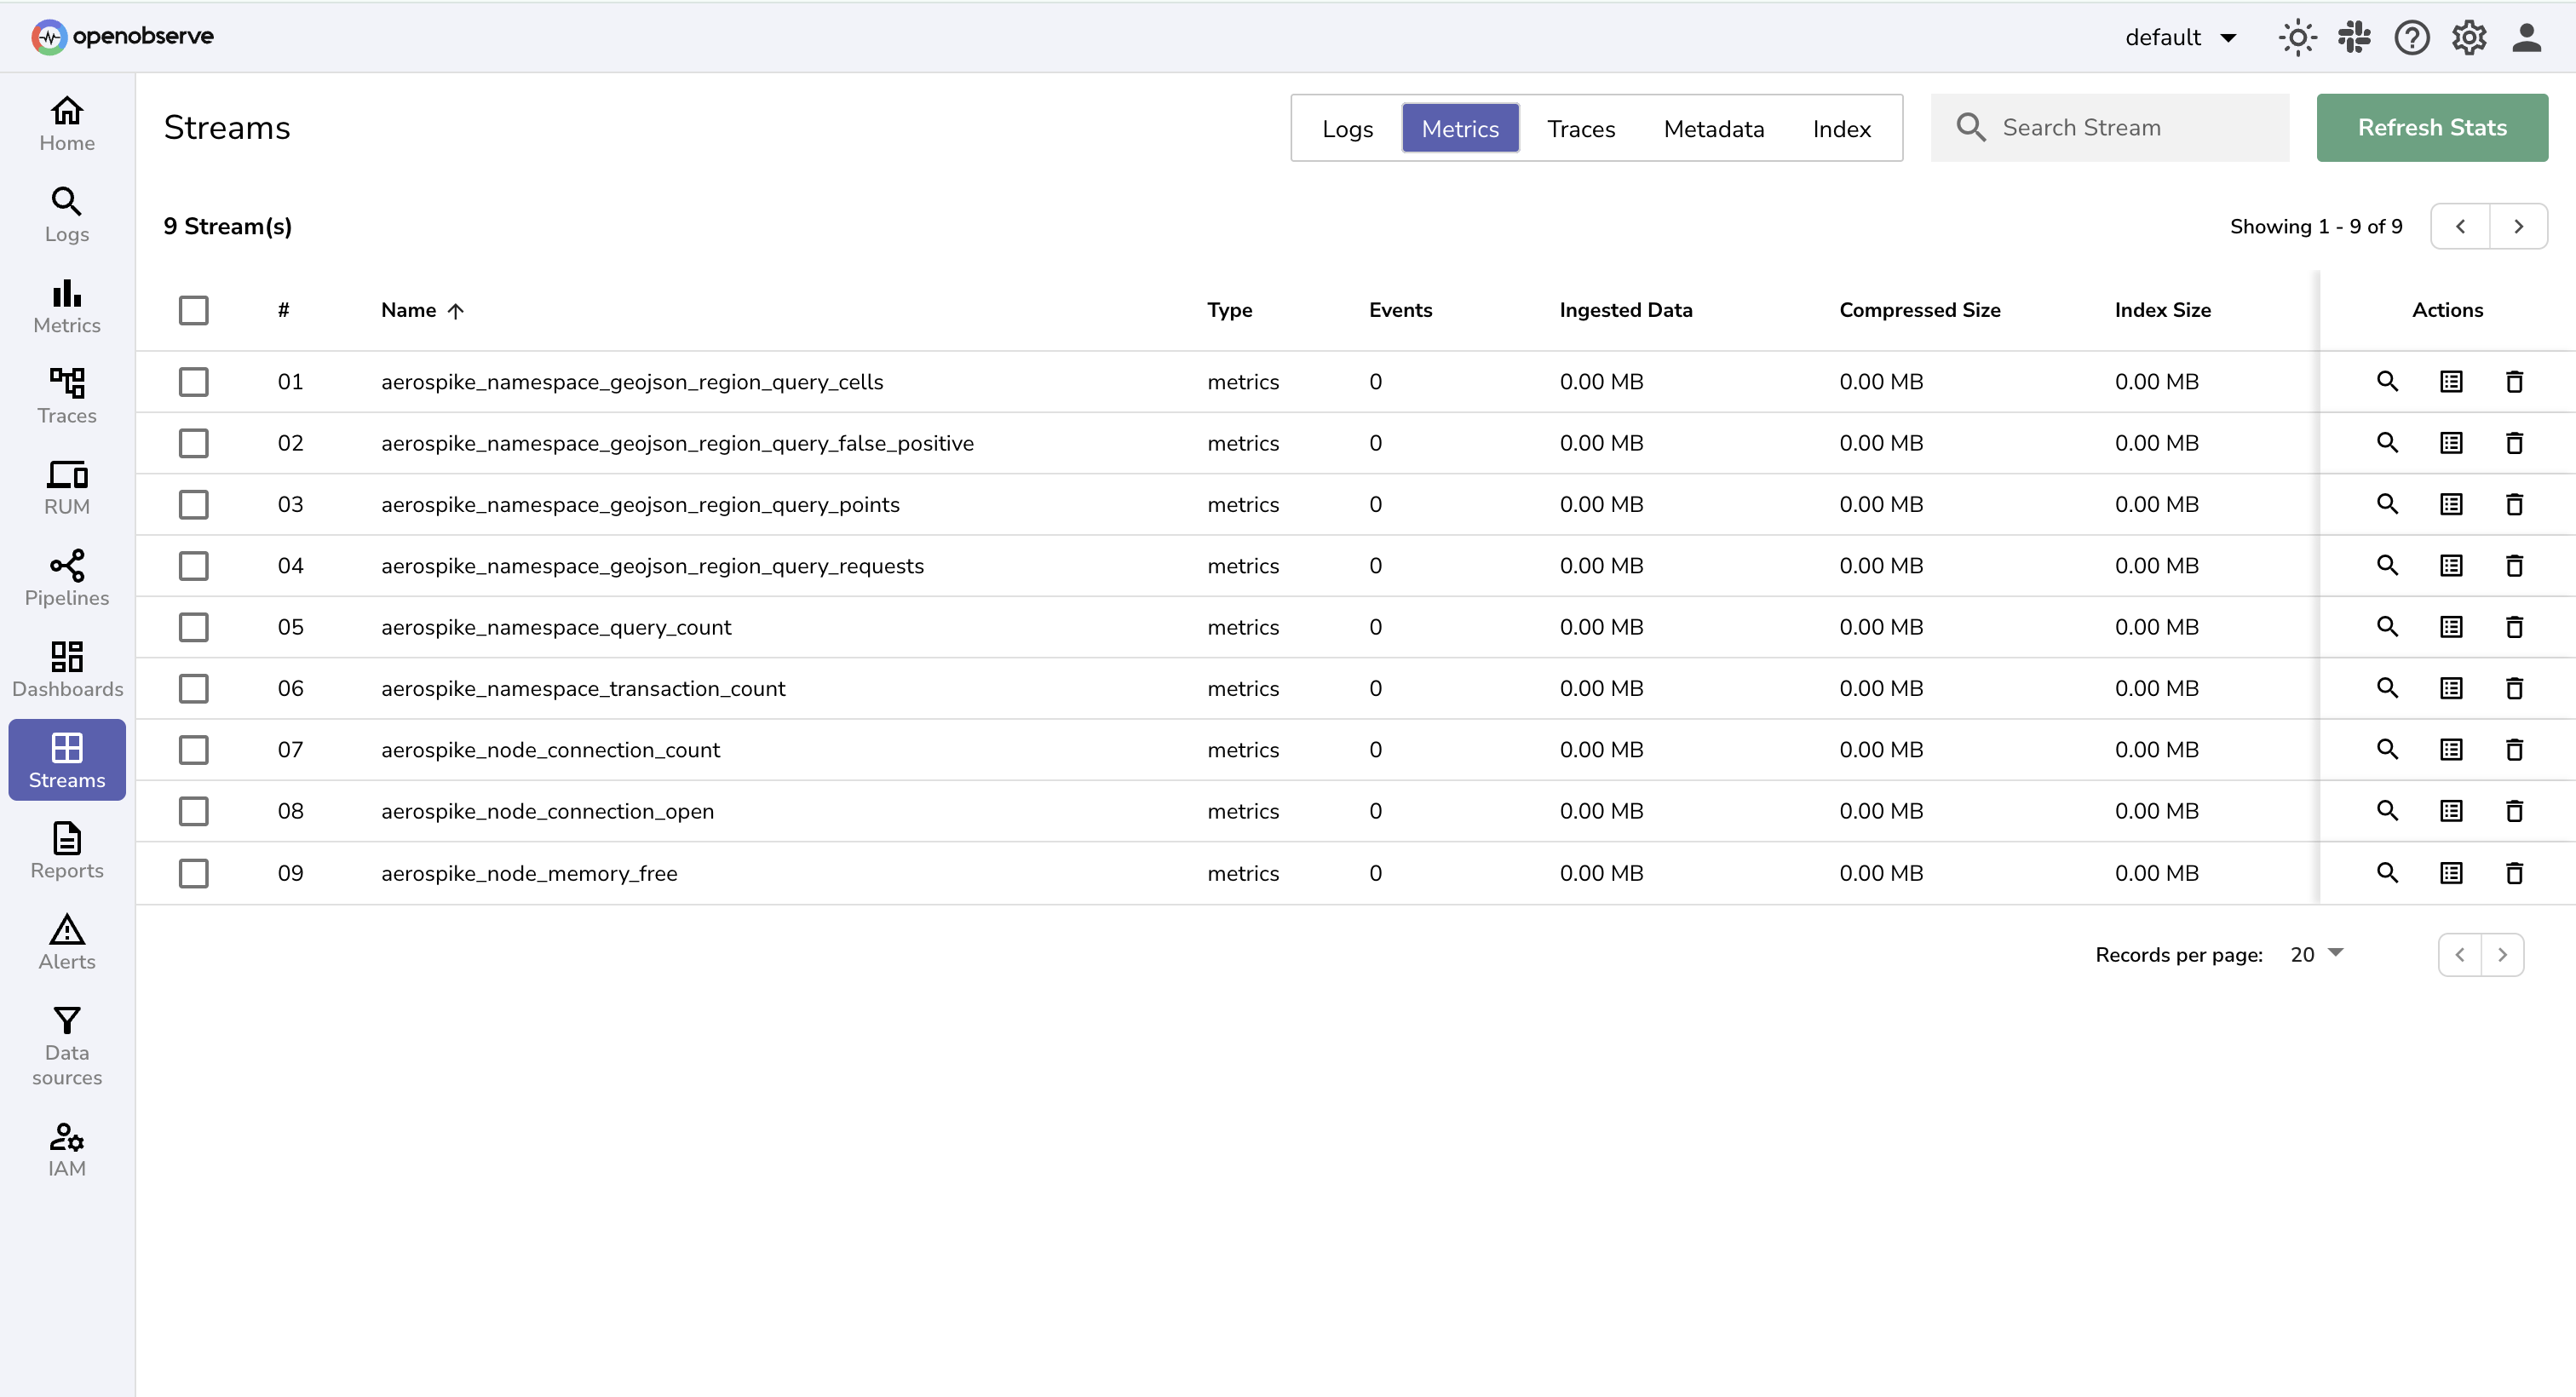 openobserve
default
Home
Logs
Metrics
Traces
RUM
Pipelines
Dashboards
Streams
Reports
Alerts
Data
sources
IAM
Streams
Logs Metrics Traces Metadata Index
Search Stream
Refresh Stats
9 Stream(s)
Showing 1 - 9 of 9
# Name Type Events Ingested Data Compressed Size Index Size Actions
01 aerospike_namespace_geojson_region_query_cells metrics 0 0.00 MB 0.00 MB 0.00 MB
02 aerospike_namespace_geojson_region_query_false_positive metrics 0 0.00 MB 0.00 MB 0.00 MB
03 aerospike_namespace_geojson_region_query_points metrics 0 0.00 MB 0.00 MB 0.00 MB
04 aerospike_namespace_geojson_region_query_requests metrics 0 0.00 MB 0.00 MB 0.00 MB
05 aerospike_namespace_query_count metrics 0 0.00 MB 0.00 MB 0.00 MB
06 aerospike_namespace_transaction_count metrics 0 0.00 MB 0.00 MB 0.00 MB
07 aerospike_node_connection_count metrics 0 0.00 MB 0.00 MB 0.00 MB
08 aerospike_node_connection_open metrics 0 0.00 MB 0.00 MB 0.00 MB
09 aerospike_node_memory_free metrics 0 0.00 MB 0.00 MB 0.00 MB
Records per page: 20